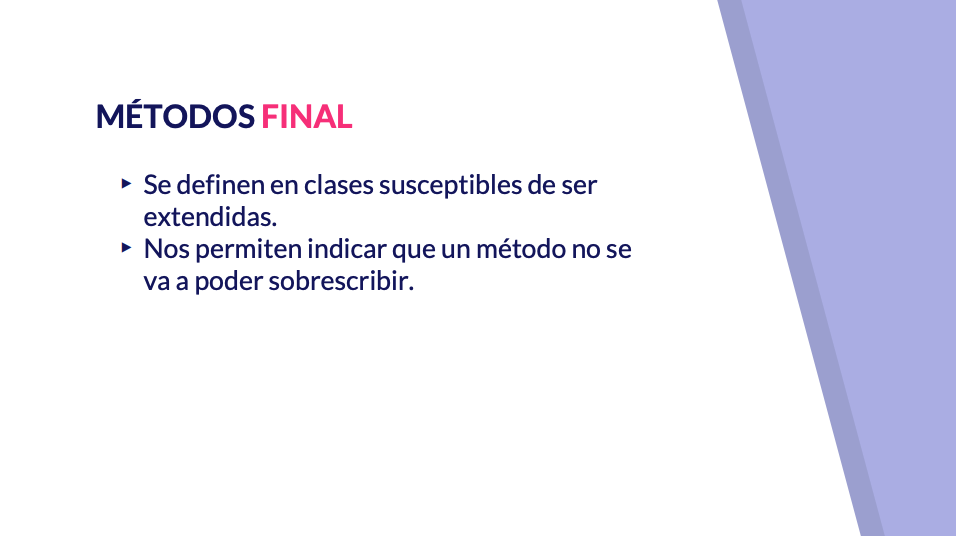 MÉTODOS FINAL
▸ Se definen en clases susceptibles de ser
extendidas.
▸ Nos permiten indicar que un método no se
va a poder sobrescribir.